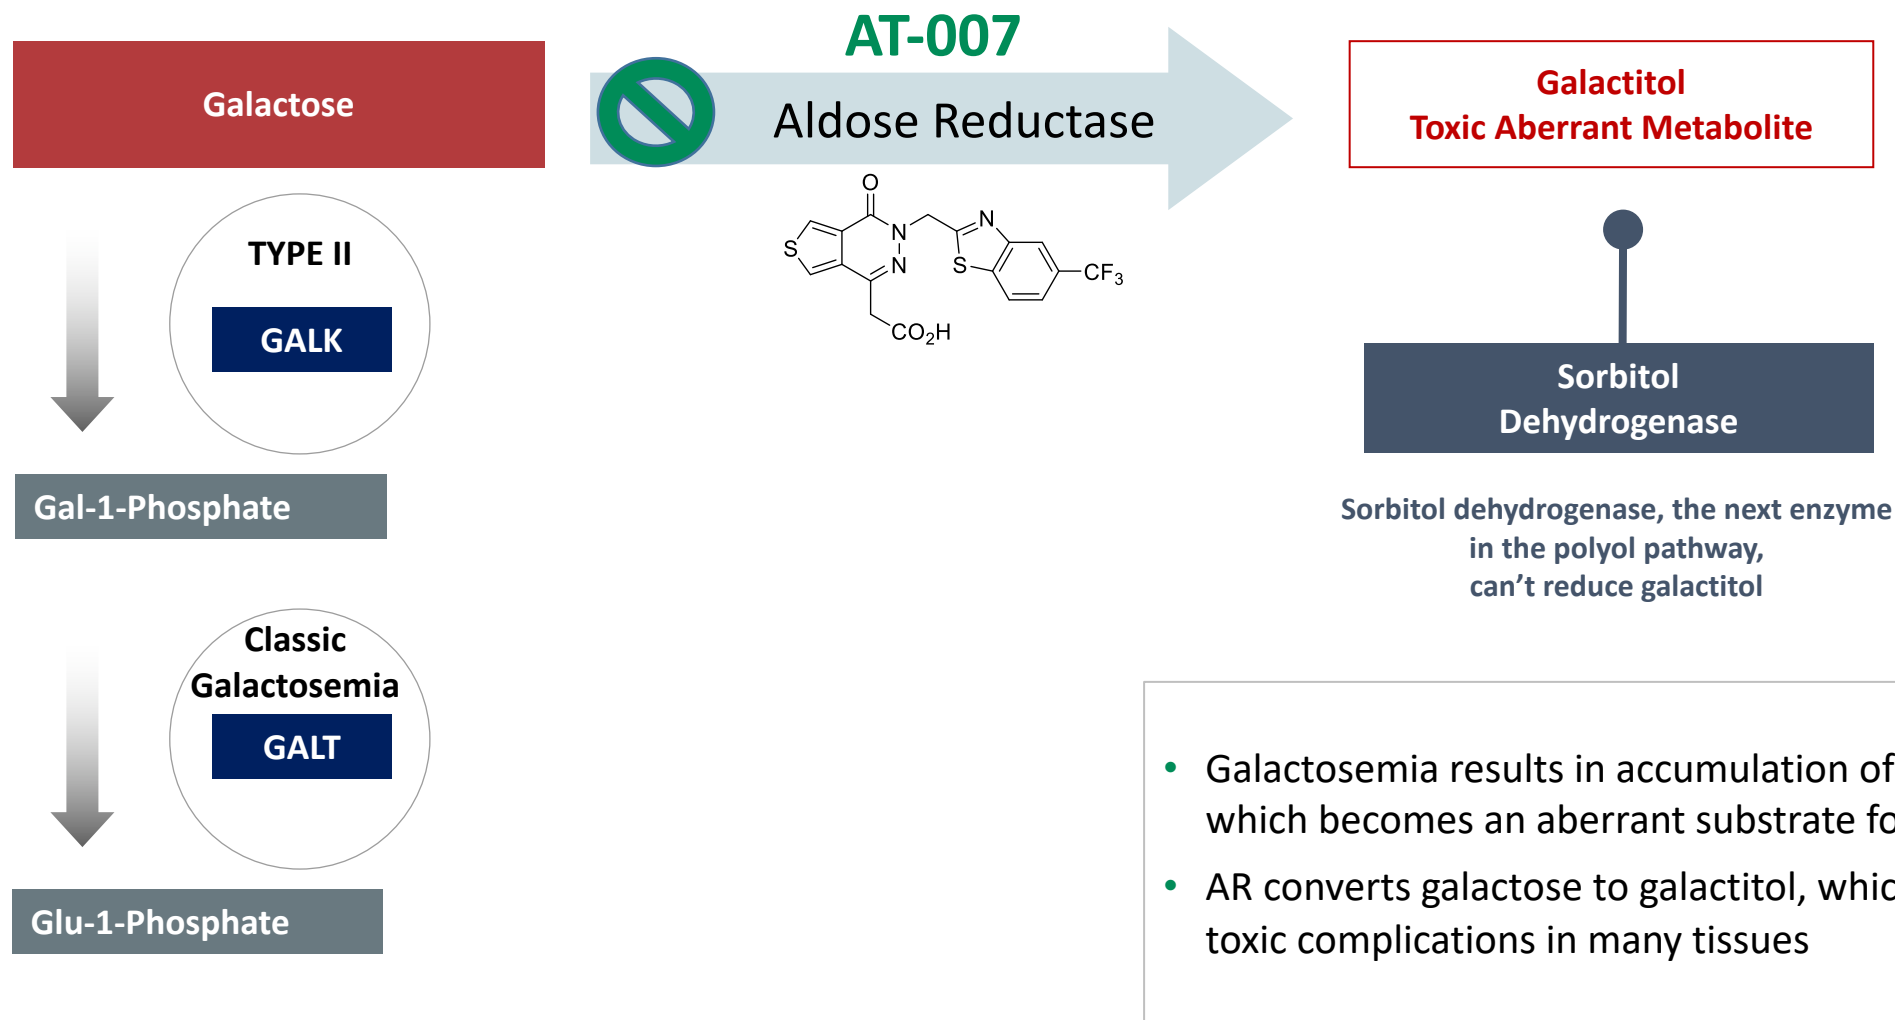 AT-007
Galactose
Aldose Reductase
Galactitol
Toxic Aberrant Metabolite
TYPE II
GALK
O
N
N
S
N
S
CF3
CO2H
Sorbitol
Dehydrogenase
Gal-1-Phosphate
Sorbitol dehydrogenase, the next enzyme
in the polyol pathway,
can’t reduce galactitol
Classic
Galactosemia
GALT
• Galactosemia results in accumulation of
which becomes an aberrant substrate
• AR converts galactose to galactitol,
toxic complications in many tissues
Glu-1-Phosphate